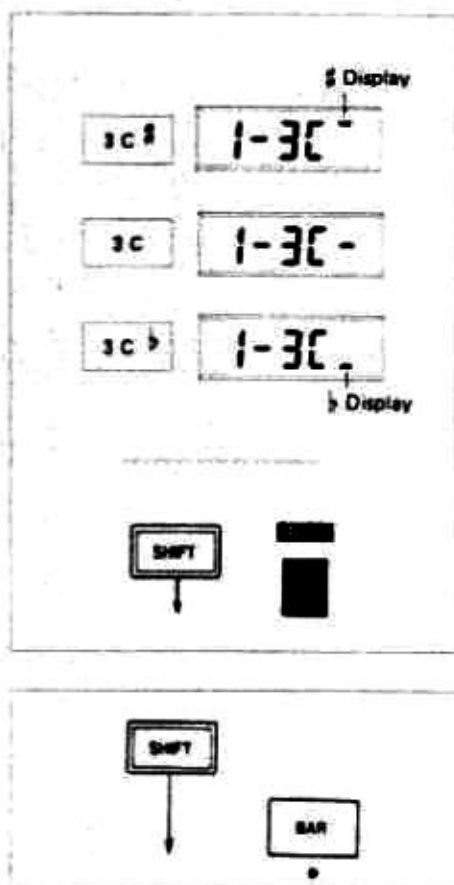 ♯ Display
3C ♯ 1-3C ¯
3C 1-3C -
3C ♭ 1-3C _
♭ Display
SHIFT
SHIFT
BAR